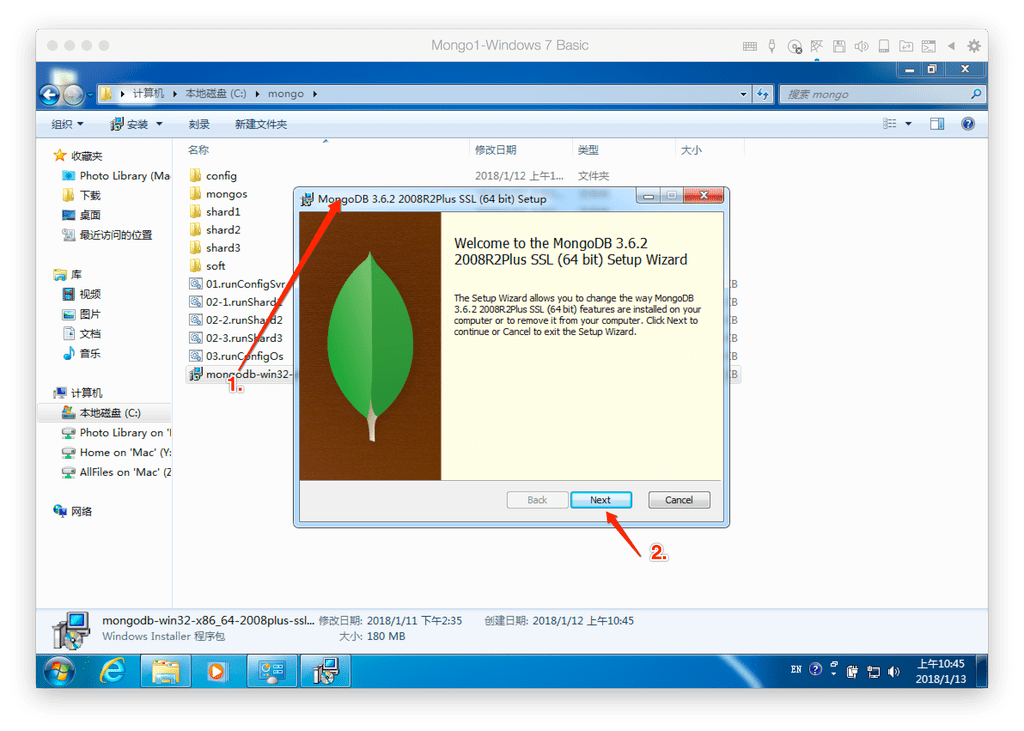 Mongo1-Windows 7 Basic
计算机 本地磁盘 (C:) mongo
搜索 mongo
组织 安装 刻录 新建文件夹
名称 修改日期 类型 大小
收藏夹
Photo Library (Ma
下载
桌面
最近访问的位置
库
视频
图片
文档
音乐
计算机
本地磁盘 (C:)
Photo Library on '
Home on 'Mac' (Y:
AllFiles on 'Mac' (Z
网络
config 2018/1/12 上午1... 文件夹
mongos
shard1
shard2
shard3
soft
01.runConfigSvr
02-1.runShard1
02-2.runShard2
02-3.runShard3
03.runConfigOs
mongodb-win32-
MongoDB 3.6.2 2008R2Plus SSL (64 bit) Setup
Welcome to the MongoDB 3.6.2
2008R2Plus SSL (64 bit) Setup Wizard
The Setup Wizard allows you to change the way MongoDB
3.6.2 2008R2Plus SSL (64 bit) features are installed on your
computer or to remove it from your computer. Click Next to
continue or Cancel to exit the Setup Wizard.
Back Next Cancel
1.
2.
mongodb-win32-x86_64-2008plus-ssl... 修改日期: 2018/1/11 下午2:35 创建日期: 2018/1/12 上午10:45
Windows Installer 程序包 大小: 180 MB
EN
上午10:45
2018/1/13